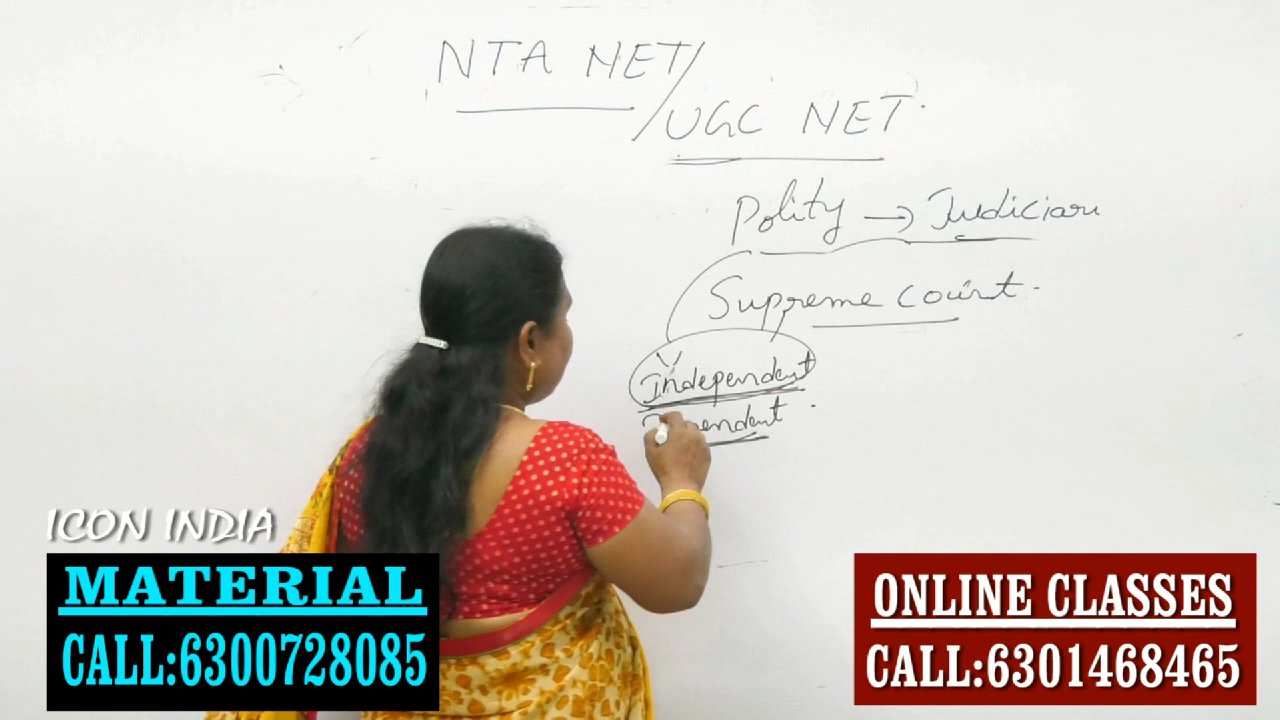 NTA NET/
UGC NET
Polity → Judiciary
Supreme court
Independent
ICON INDIA
MATERIAL
CALL:6300728085
ONLINE CLASSES
CALL:6301468465